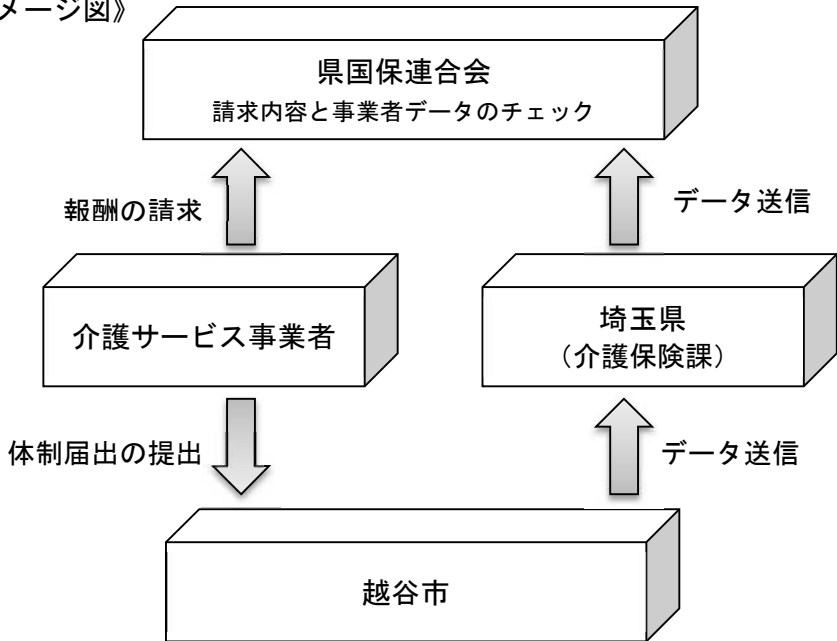 メージ図》
県国保連合会
請求内容と事業者データのチェック
報酬の請求
データ送信
介護サービス事業者
埼玉県
（介護保険課）
体制届出の提出
データ送信
越谷市